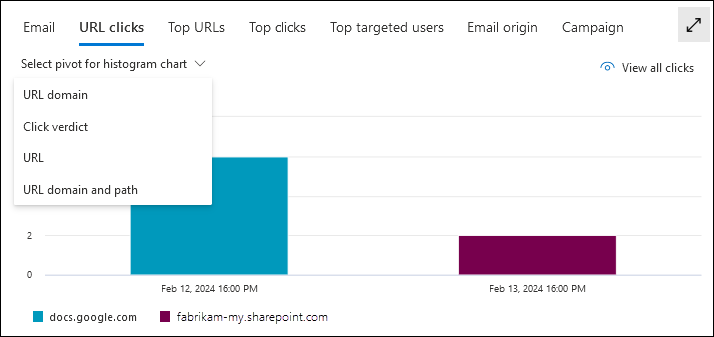 Email URL clicks Top URLs Top clicks Top targeted users Email origin Campaign
Select pivot for histogram chart View all clicks
URL domain
Click verdict
URL
URL domain and path
2
0
Feb 12, 2024 16:00 PM Feb 13, 2024 16:00 PM
docs.google.com fabrikam-my.sharepoint.com